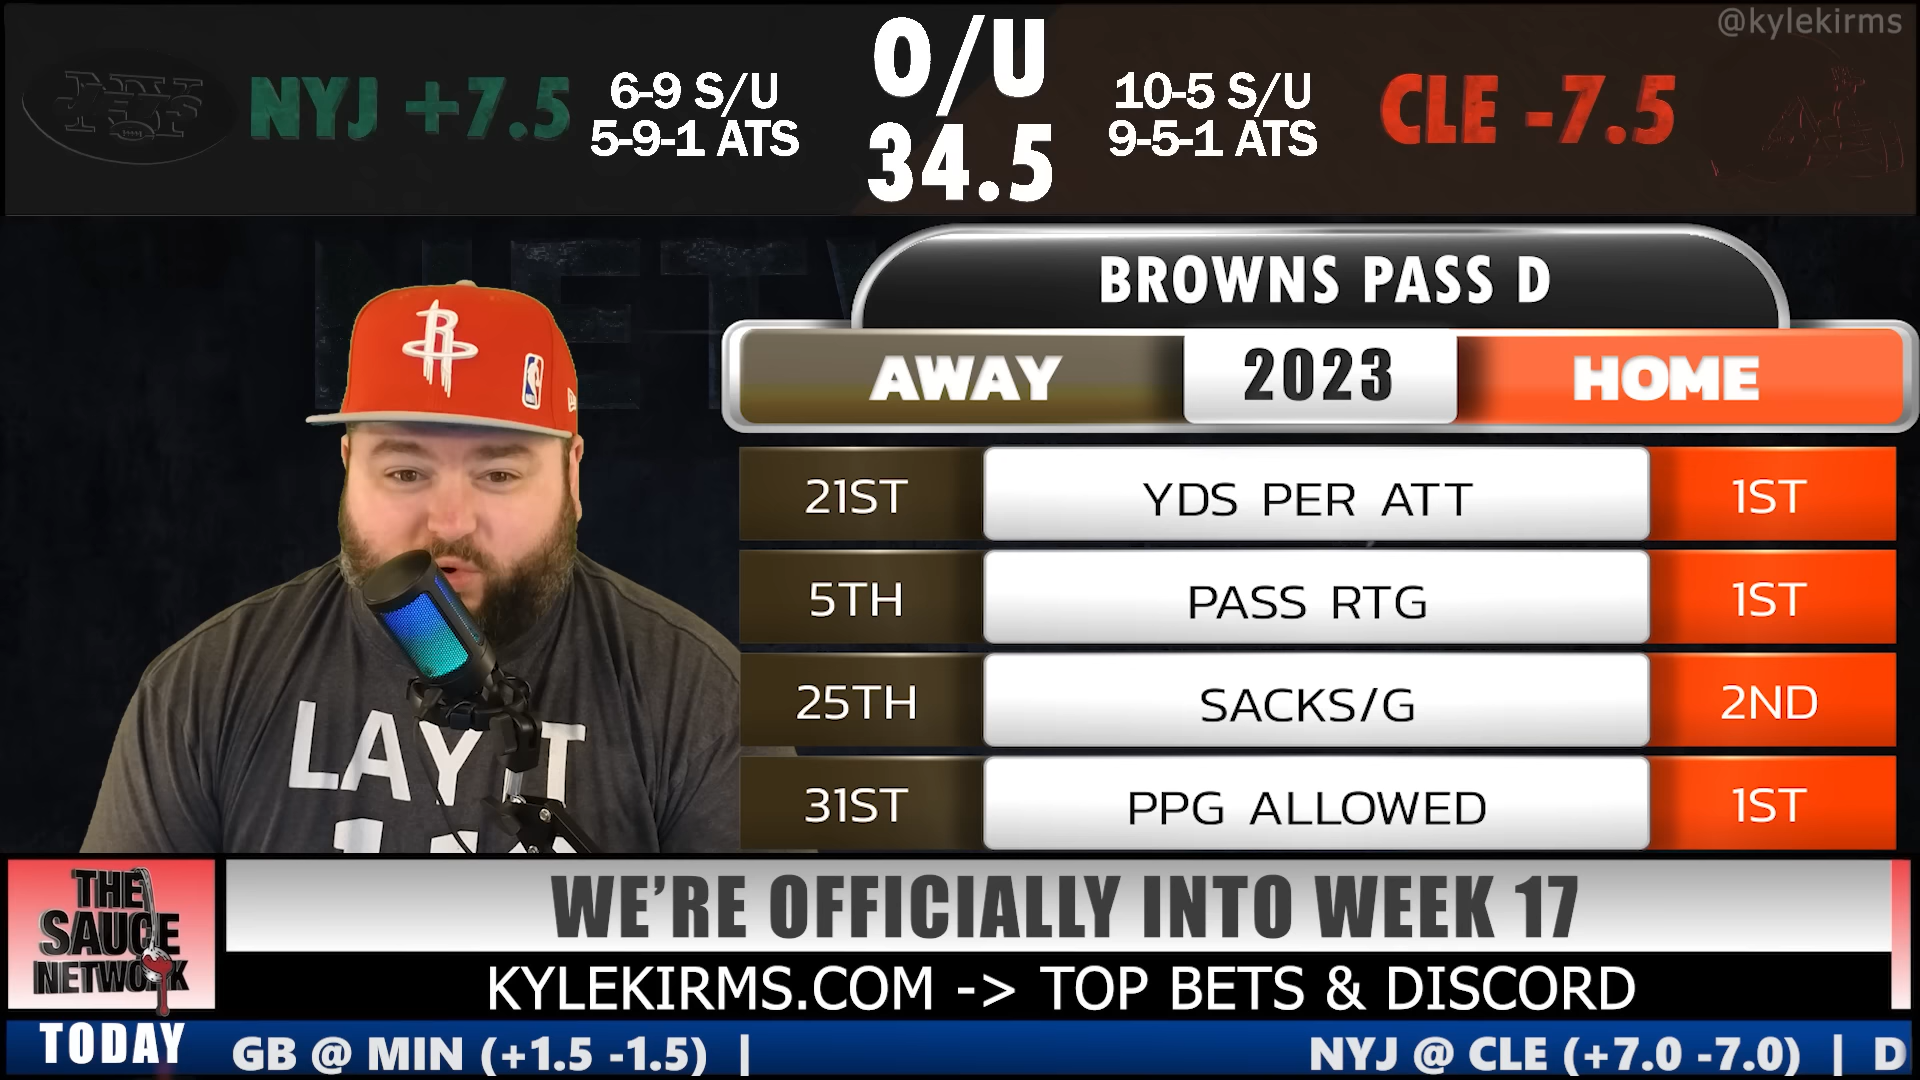 @kylekirms
NYJ +7.5
6-9 S/U
5-9-1 ATS
O/U
34.5
10-5 S/U
9-5-1 ATS
CLE -7.5
BROWNS PASS D
AWAY 2023 HOME
21ST YDS PER ATT 1ST
5TH PASS RTG 1ST
25TH SACKS/G 2ND
31ST PPG ALLOWED 1ST
R
NBA
LAY IT
THE
SAUCE
NETWORK
WE'RE OFFICIALLY INTO WEEK 17
KYLEKIRMS.COM -> TOP BETS & DISCORD
TODAY
GB @ MIN (+1.5 -1.5) | NYJ @ CLE (+7.0 -7.0) | D